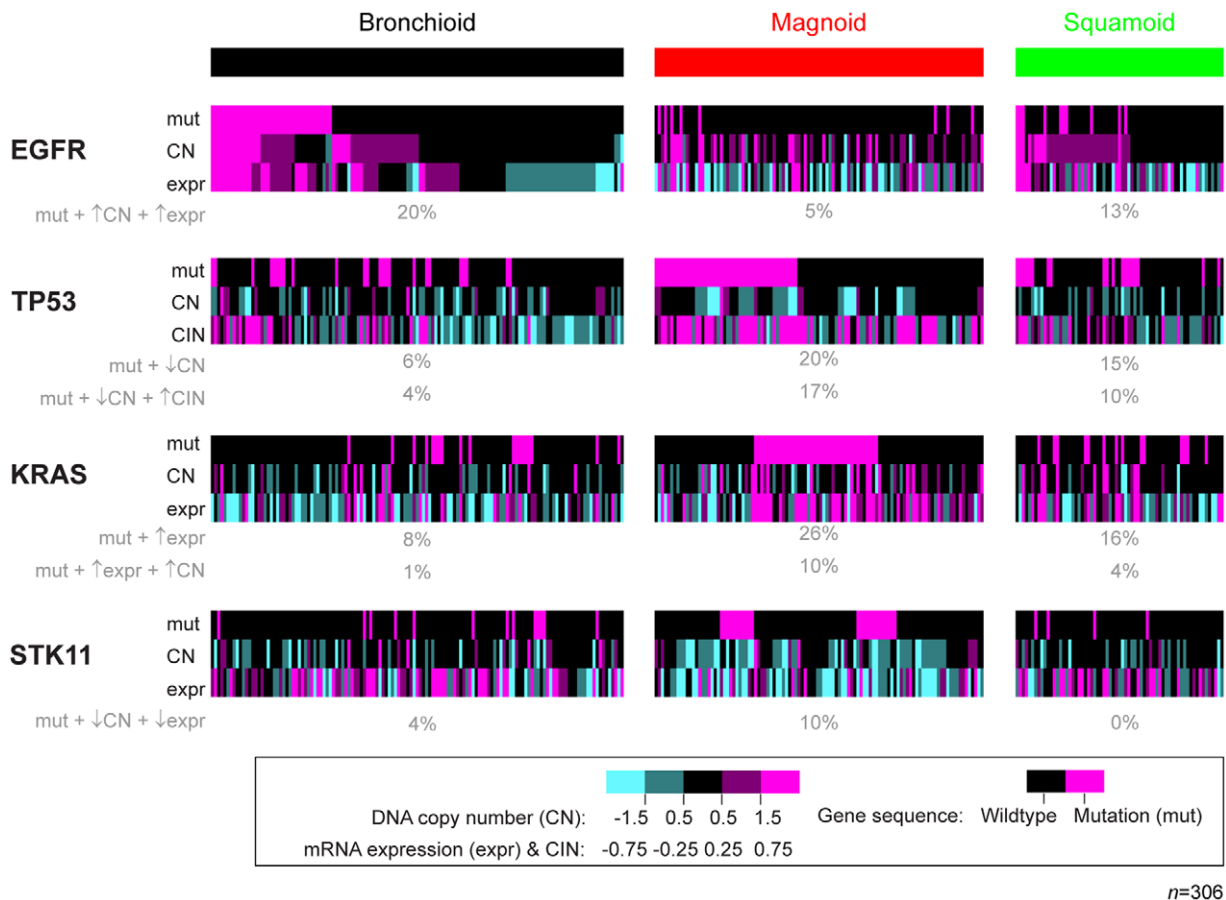 Bronchioid Magnoid Squamoid
EGFR
mut
CN
expr
mut + ↑CN + ↑expr 20% 5% 13%
TP53
mut
CN
CIN
mut + ↓CN 6% 20% 15%
mut + ↓CN + ↑CIN 4% 17% 10%
KRAS
mut
CN
expr
mut + ↑expr 8% 26% 16%
mut + ↑expr + ↑CN 1% 10% 4%
STK11
mut
CN
expr
mut + ↓CN + ↓expr 4% 10% 0%
DNA copy number (CN): -1.5 0.5 0.5 1.5 Gene sequence: Wildtype Mutation (mut)
mRNA expression (expr) & CIN: -0.75 -0.25 0.25 0.75
n=306